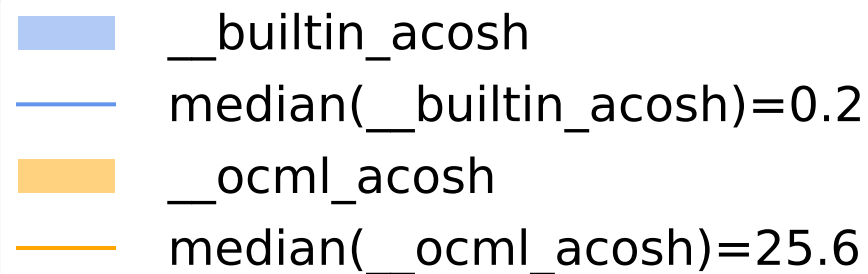 __builtin_acosh
median(__builtin_acosh)=0.2
__ocml_acosh
median(__ocml_acosh)=25.6